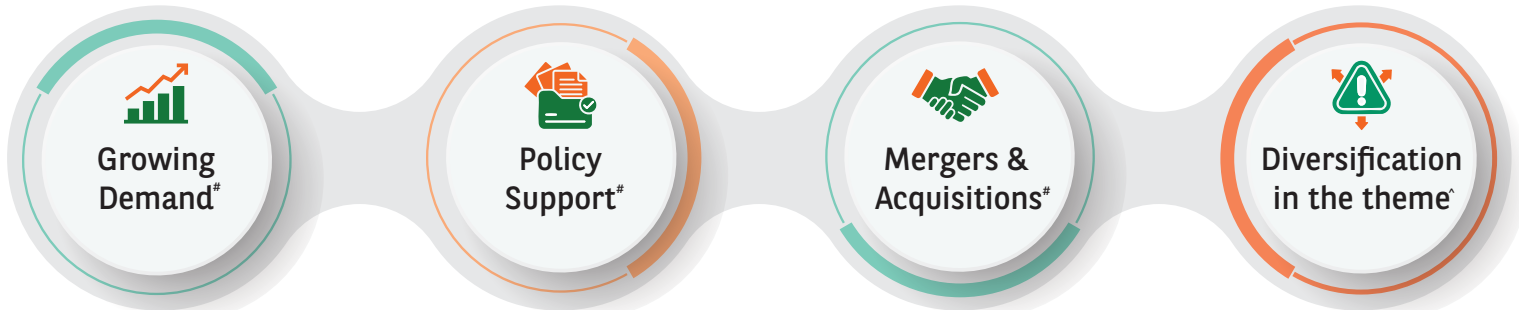 Growing
Demand#
Policy
Support#
Mergers &
Acquisitions#
Diversification
in the theme^